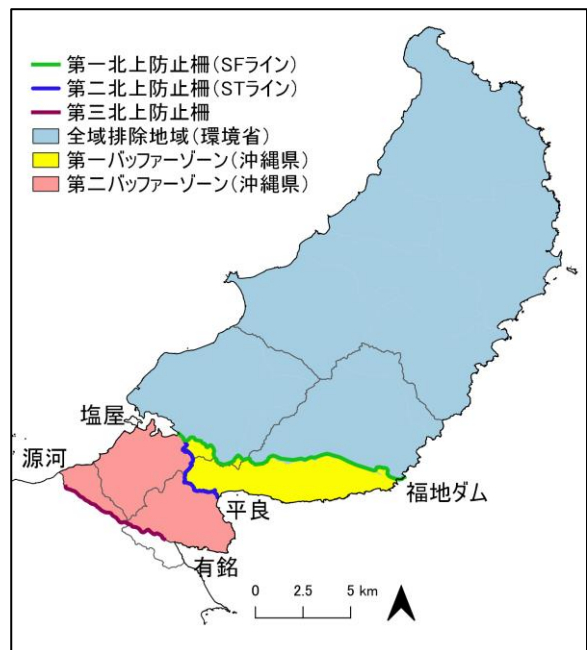 第一北上防止柵(SFライン)
第二北上防止柵(STライン)
第三北上防止柵
全域排除地域(環境省)
第一バッファーゾーン(沖縄県)
第二バッファーゾーン(沖縄県)
塩屋
源河
福地ダム
平良
有銘
0 2.5 5 km